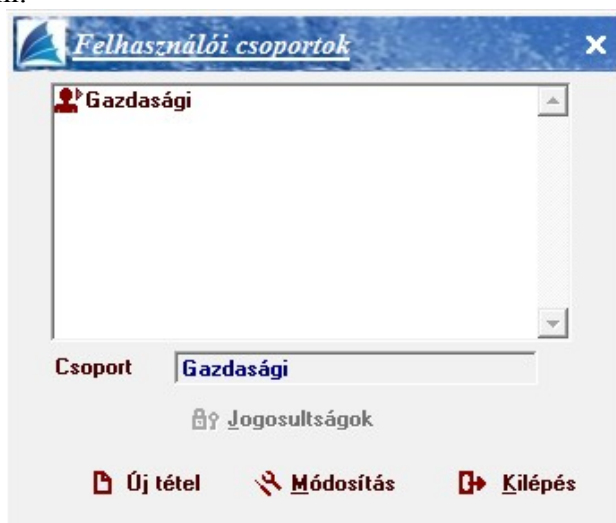 Felhasználói csoportok
Gazdasági
Csoport Gazdasági
Jogosultságok
Új tétel Módosítás Kilépés